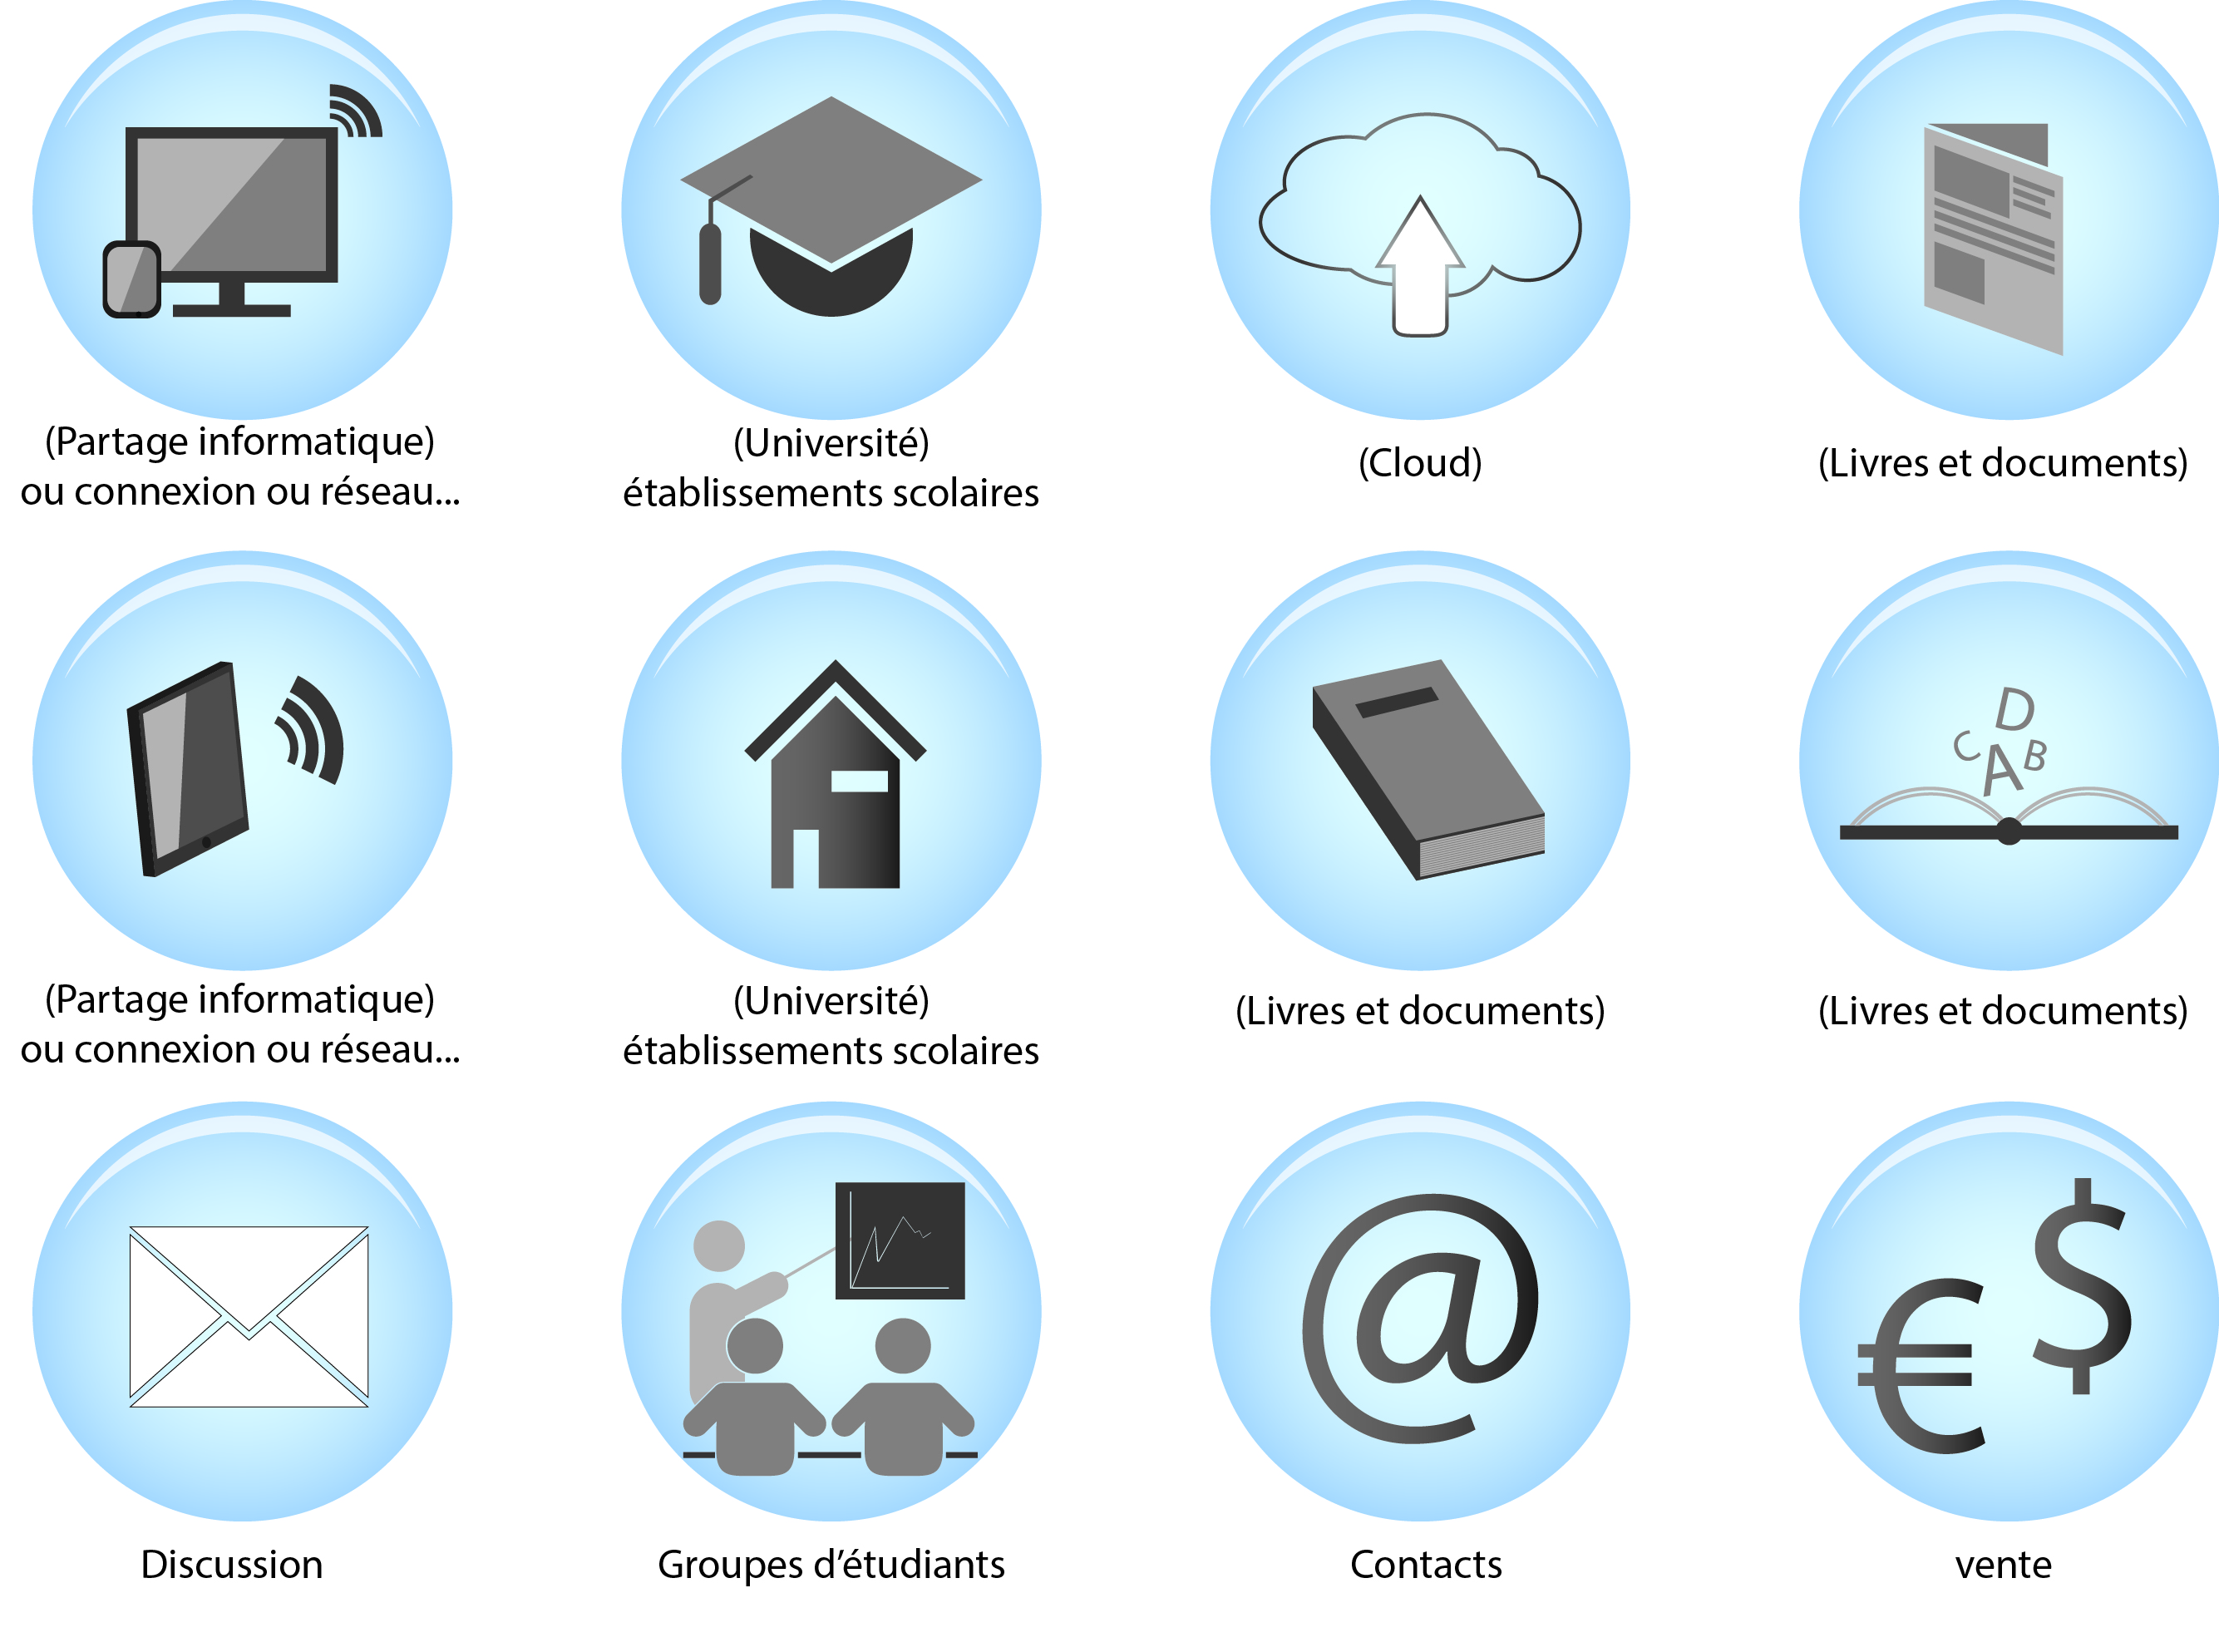 (Partage informatique)
ou connexion ou réseau...
(Université)
établissements scolaires
(Cloud)
(Livres et documents)
D
C
B
A
(Partage informatique)
ou connexion ou réseau...
(Université)
établissements scolaires
(Livres et documents)
(Livres et documents)
@
$
€
Discussion
Groupes d’étudiants
Contacts
vente